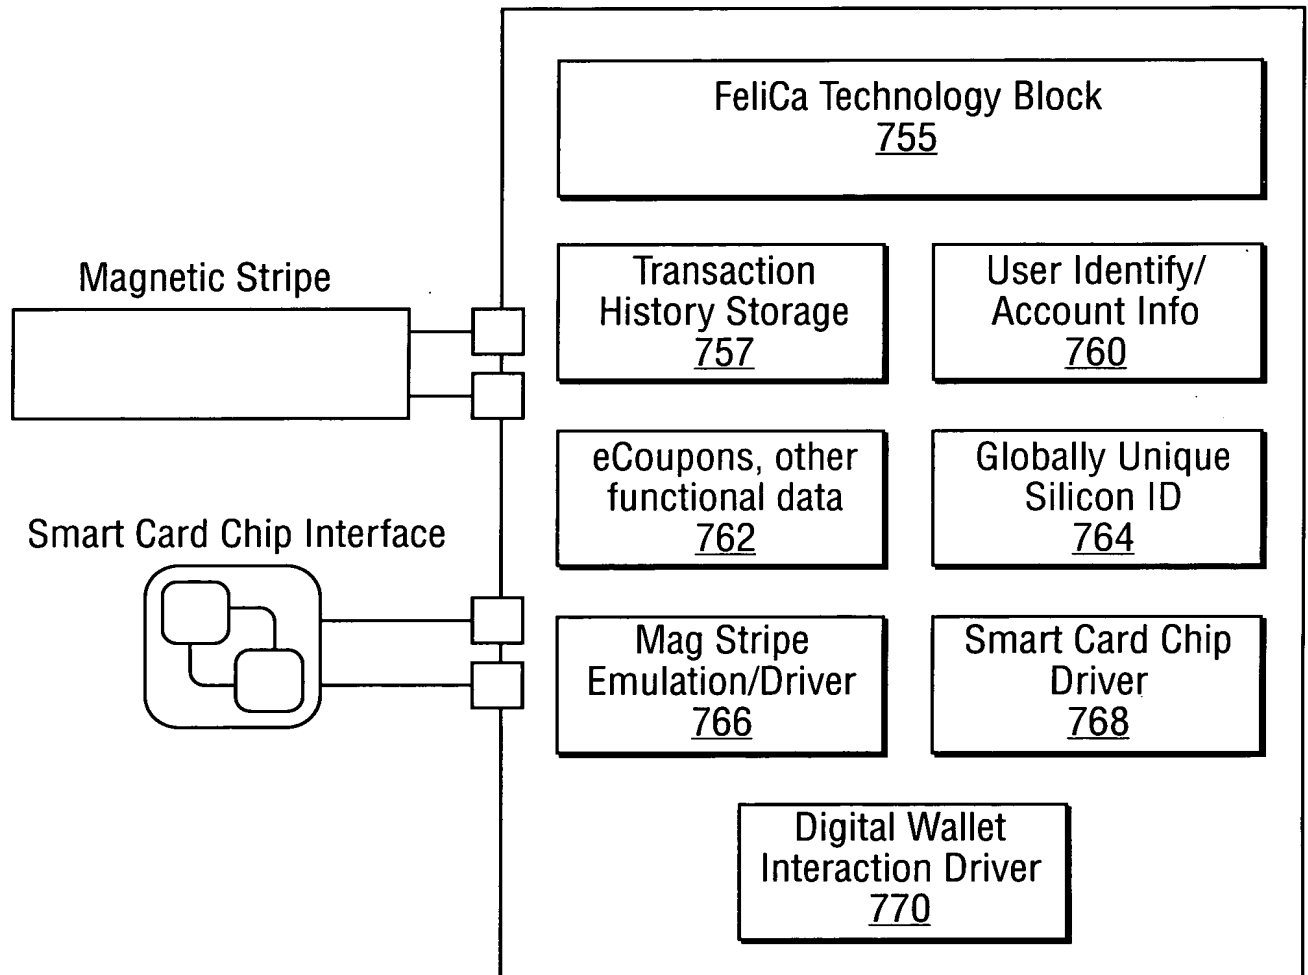 FeliCa Technology Block
755
Magnetic Stripe
Transaction
History Storage
757
User Identify/
Account Info
760
eCoupons, other
functional data
762
Globally Unique
Silicon ID
764
Smart Card Chip Interface
Mag Stripe
Emulation/Driver
766
Smart Card Chip
Driver
768
Digital Wallet
Interaction Driver
770